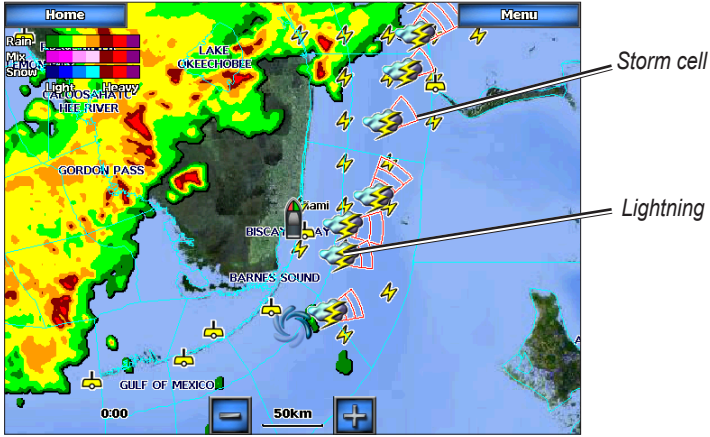 Home
Menu
Rain
Mix
Snow
Light
Heavy
LAKE
OKEECHOBEE
HEE RIVER
GORDON PASS
BARNES SOUND
GULF OF MEXICO
0:00
50km
Storm cell
Lightning